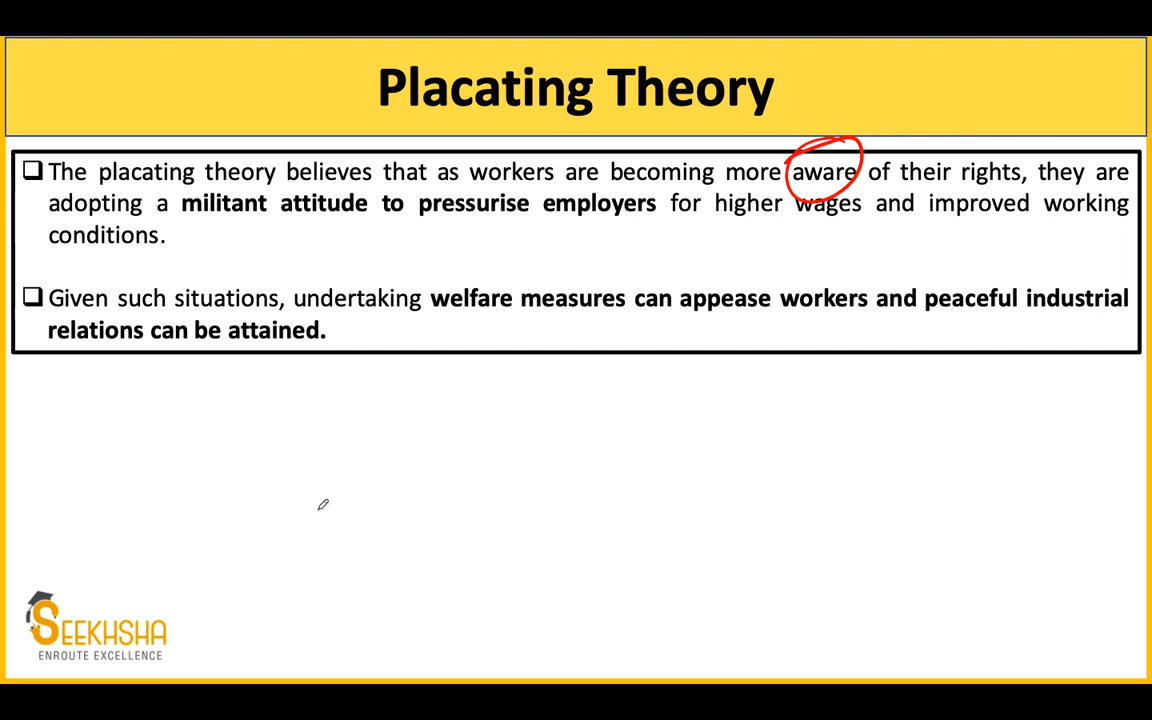 Placating Theory
The placating theory believes that as workers are becoming more aware of their rights, they are
adopting a militant attitude to pressurise employers for higher wages and improved working
conditions.
Given such situations, undertaking welfare measures can appease workers and peaceful industrial
relations can be attained.
SEEKHSHA
ENROUTE EXCELLENCE